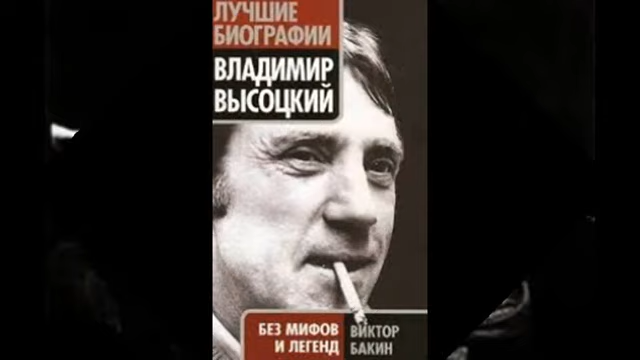 ЛУЧШИЕ
БИОГРАФИИ
ВЛАДИМИР
ВЫСОЦКИЙ
БЕЗ МИФОВ
И ЛЕГЕНД
ВИКТОР
БАКИН